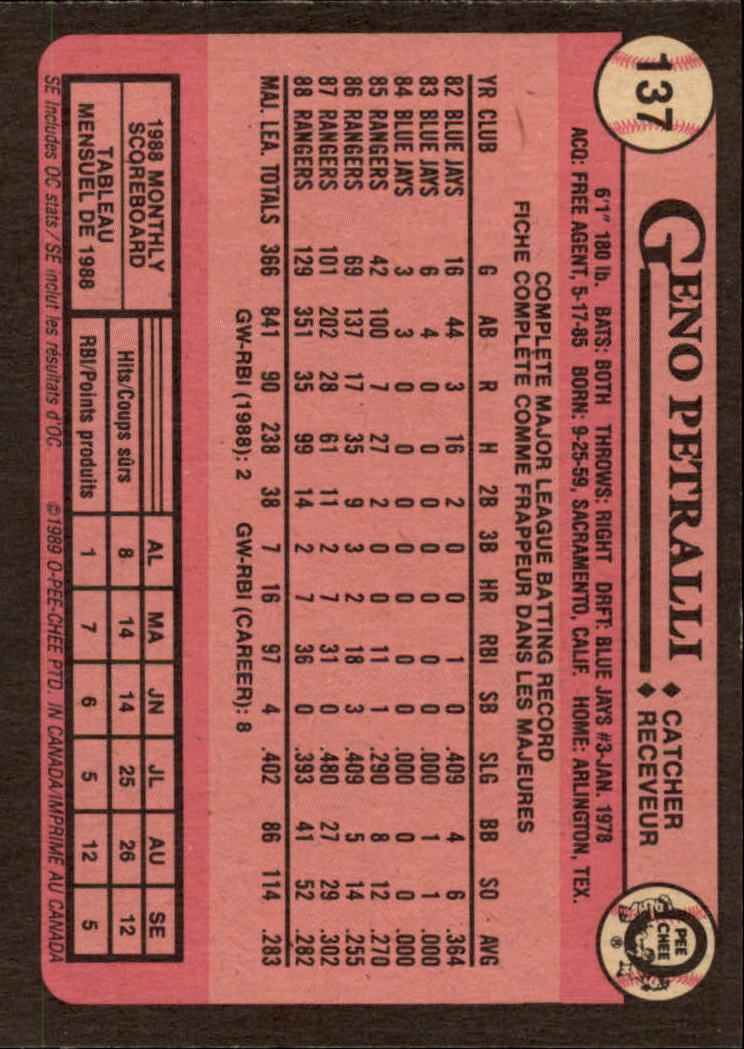 137
GENO PETRALLI
♦ CATCHER
♦ RECEVEUR
O PEE CHEE ®
6'1" 180 lb. BATS: BOTH THROWS: RIGHT DRFT: BLUE JAYS #3-JAN. 1978
ACQ: FREE AGENT, 5-17-85 BORN: 9-25-59, SACRAMENTO, CALIF. HOME: ARLINGTON, TEX.
COMPLETE MAJOR LEAGUE BATTING RECORD
FICHE COMPLÈTE COMME FRAPPEUR DANS LES MAJEURES
YR CLUB G AB R H 2B 3B HR RBI SB SLG BB SO AVG
82 BLUE JAYS 16 44 3 16 2 0 0 1 0 .409 4 6 .364
83 BLUE JAYS 6 4 0 0 0 0 0 0 0 .000 1 1 .000
84 BLUE JAYS 3 3 0 0 0 0 0 0 0 .000 0 0 .000
85 RANGERS 42 100 7 27 2 0 0 11 1 .290 8 12 .270
86 RANGERS 69 137 17 35 9 3 2 18 3 .409 5 14 .255
87 RANGERS 101 202 28 61 11 2 7 31 0 .480 27 29 .302
88 RANGERS 129 351 35 99 14 2 7 36 0 .393 41 52 .282
MAJ. LEA. TOTALS 366 841 90 238 38 7 16 97 4 .402 86 114 .283
GW-RBI (1988): 2 GW-RBI (CAREER): 8
1988 MONTHLY
SCOREBOARD
TABLEAU
MENSUEL DE 1988
AL MA JN JL AU SE
Hits/Coups sûrs 8 14 14 25 26 12
RBI/Points produits 1 7 6 5 12 5
SE Includes OC stats/SE inclut les résultats d'OC. ©1989 O-PEE-CHEE PTD. IN CANADA/IMPRIMÉ AU CANADA